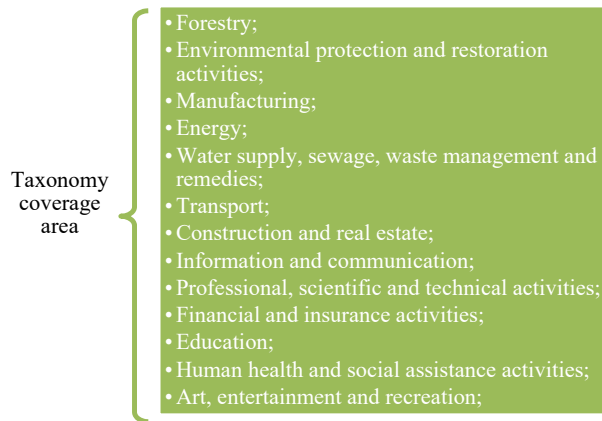 Taxonomy
coverage
area
• Forestry;
• Environmental protection and restoration
activities;
• Manufacturing;
• Energy;
• Water supply, sewage, waste management and
remedies;
• Transport;
• Construction and real estate;
• Information and communication;
• Professional, scientific and technical activities;
• Financial and insurance activities;
• Education;
• Human health and social assistance activities;
• Art, entertainment and recreation;